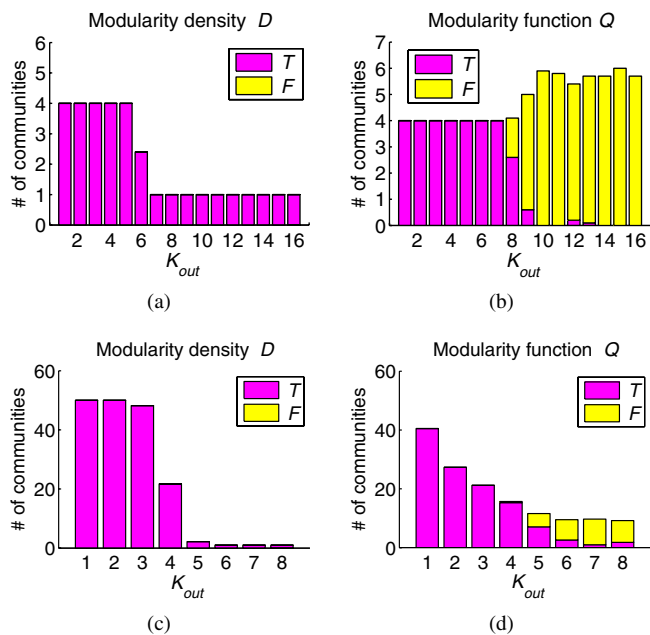 Modularity density D
# of communities
6
5
4
3
2
1
0
T
F
2 4 6 8 10 12 14 16
K_out
(a)
Modularity function Q
# of communities
7
6
5
4
3
2
1
0
T
F
2 4 6 8 10 12 14 16
K_out
(b)
Modularity density D
# of communities
60
40
20
0
T
F
1 2 3 4 5 6 7 8
K_out
(c)
Modularity function Q
# of communities
60
40
20
0
T
F
1 2 3 4 5 6 7 8
K_out
(d)